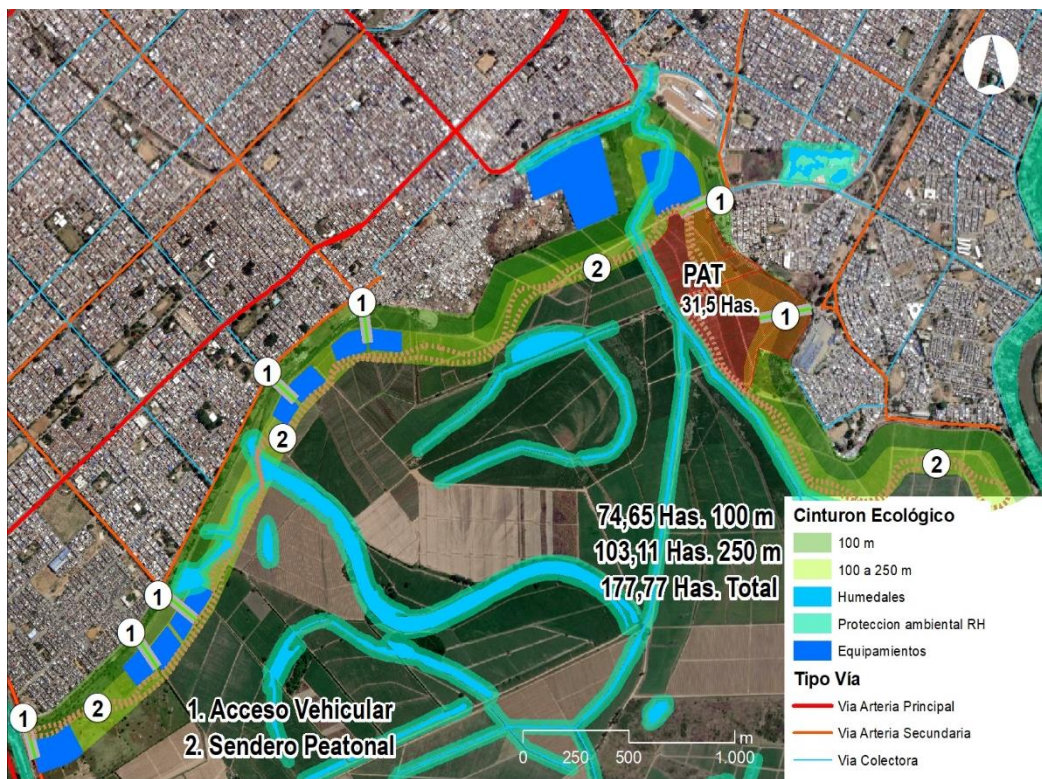 1
2
PAT
31,5 Has.
1
1
1
2
2
74,65 Has. 100 m
103,11 Has. 250 m
177,77 Has. Total
1
1
2
1
1. Acceso Vehicular
2. Sendero Peatonal
0 250 500 1.000 m
Cinturon Ecológico
100 m
100 a 250 m
Humedales
Proteccion ambiental RH
Equipamientos
Tipo Vía
Via Arteria Principal
Via Arteria Secundaria
Via Colectora